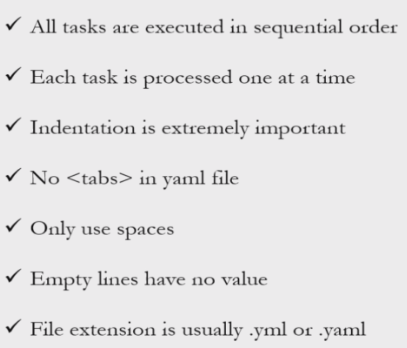 ✓ All tasks are executed in sequential order
✓ Each task is processed one at a time
✓ Indentation is extremely important
✓ No <tabs> in yaml file
✓ Only use spaces
✓ Empty lines have no value
✓ File extension is usually .yml or .yaml